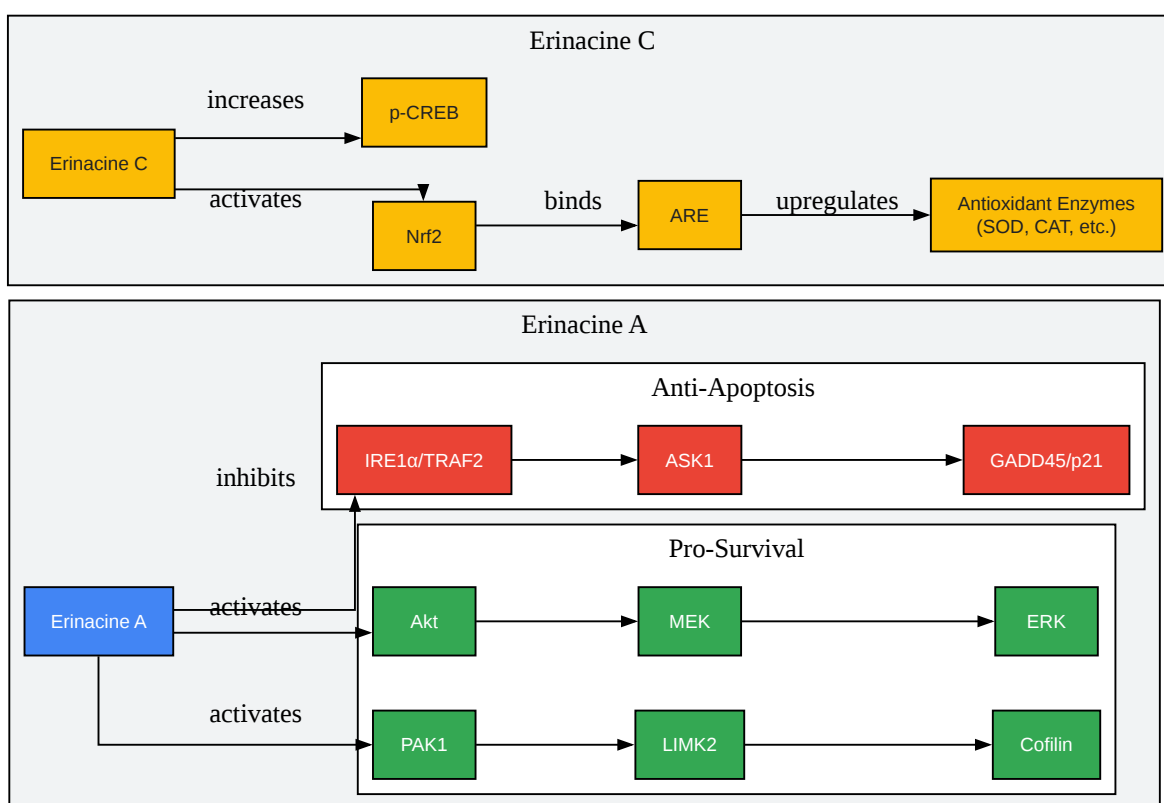 Erinacine C
increases
p-CREB
Erinacine C
activates
Nrf2
binds
ARE
upregulates
Antioxidant Enzymes
(SOD, CAT, etc.)
Erinacine A
Anti-Apoptosis
inhibits
IRE1α/TRAF2
ASK1
GADD45/p21
Pro-Survival
Erinacine A
activates
Akt
MEK
ERK
activates
PAK1
LIMK2
Cofilin